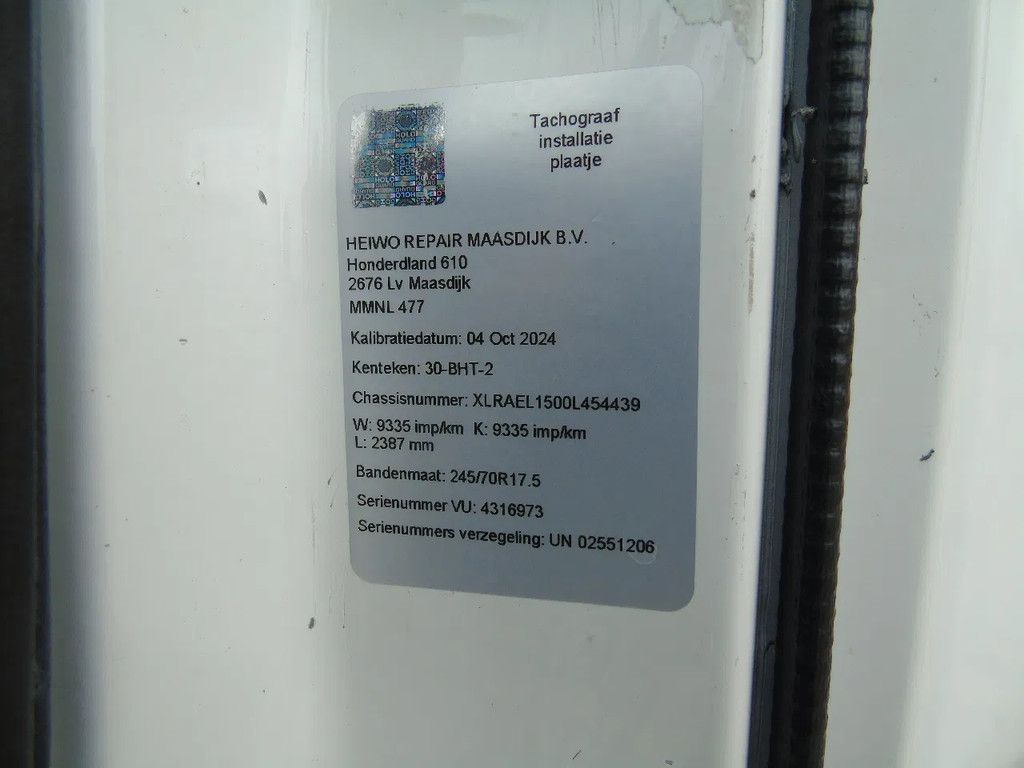 Tachograaf
installatie
plaatje
HEIWO REPAIR MAASDIJK B.V.
Honderdland 610
2676 Lv Maasdijk
MMNL 477
Kalibratiedatum: 04 Oct 2024
Kenteken: 30-BHT-2
Chassisnummer: XLRAEL1500L454439
W: 9335 imp/km K: 9335 imp/km
L: 2387 mm
Bandenmaat: 245/70R17.5
Serienummer VU: 4316973
Serienummers verzegeling: UN 02551206